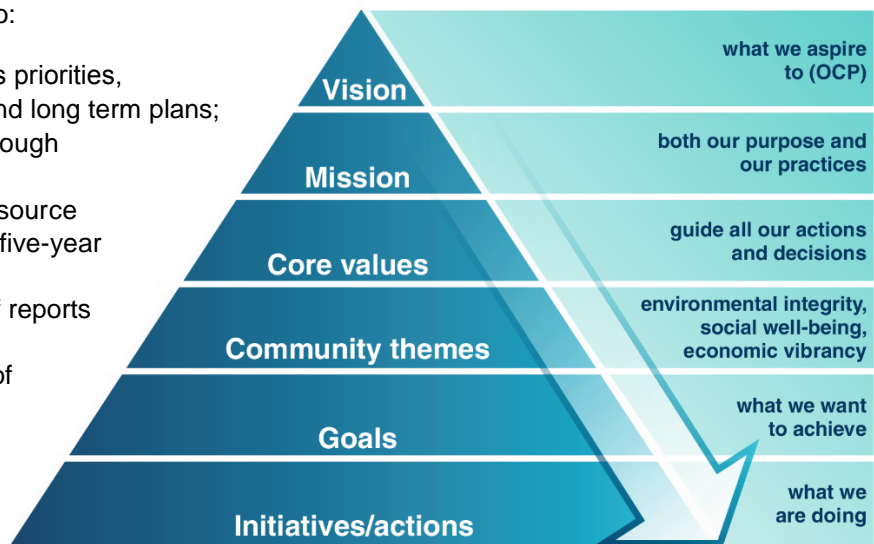 o:
s priorities,
nd long term plans;
ough
source
five-year
reports
of
Vision
what we aspire
to (OCP)
Mission
both our purpose and
our practices
Core values
guide all our actions
and decisions
Community themes
environmental integrity,
social well-being,
economic vibrancy
Goals
what we want
to achieve
Initiatives/actions
what we
are doing